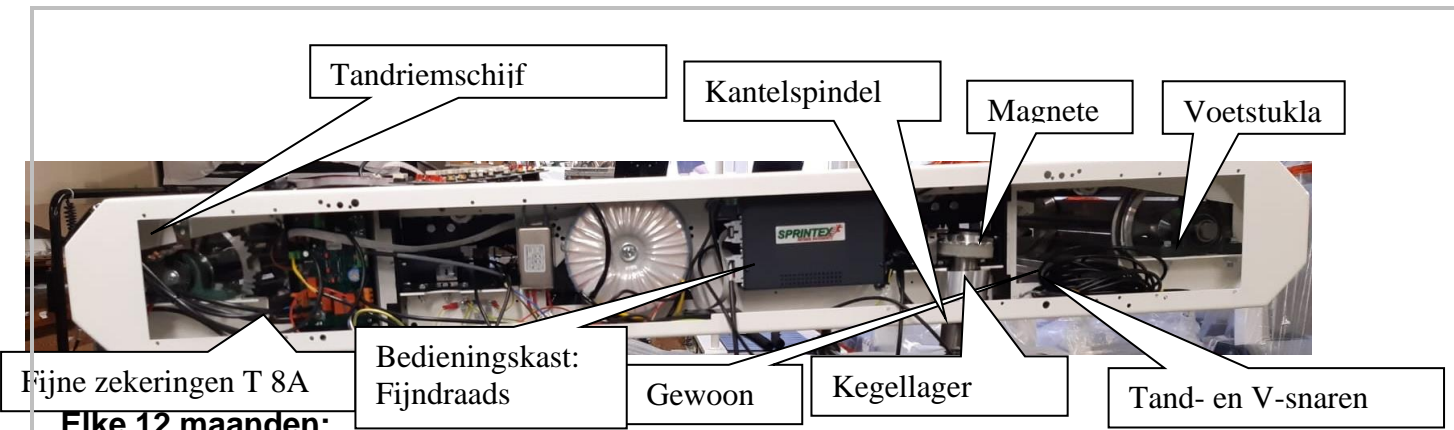 Tandriemschijf
Kantelspindel
Magnete
Voetstukla
SPRINTEX
Fijne zekeringen T 8A
Bedieningskast:
Fijndraads
Gewoon
Kegellager
Tand- en V-snaren
Elke 12 maanden: